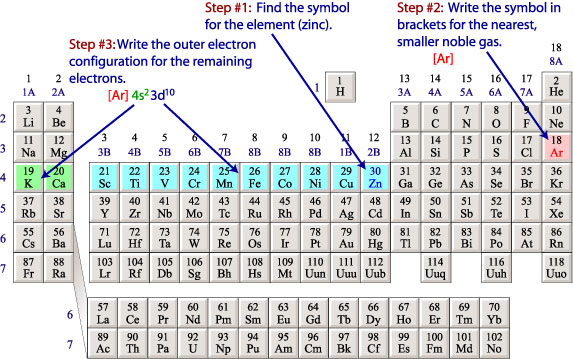 Step #1: Find the symbol
for the element (zinc).
Step #2: Write the symbol in
brackets for the nearest,
smaller noble gas.
[Ar]
Step #3: Write the outer electron
configuration for the remaining
electrons.
[Ar] 4s2 3d10
1 18
1A 8A
1 1 2
H He
2 13 14 15 16 17
2A 3A 4A 5A 6A 7A
3 4 5 6 7 8 9 10
Li Be B C N O F Ne
11 12 13 14 15 16 17 18
Na Mg Al Si P S Cl Ar
3 4 5 6 7 8 9 10 11 12
3B 4B 5B 6B 7B 8B 8B 8B 1B 2B
4 19 20 21 22 23 24 25 26 27 28 29 30 31 32 33 34 35 36
K Ca Sc Ti V Cr Mn Fe Co Ni Cu Zn Ga Ge As Se Br Kr
37 38 39 40 41 42 43 44 45 46 47 48 49 50 51 52 53 54
Rb Sr Y Zr Nb Mo Tc Ru Rh Pd Ag Cd In Sn Sb Te I Xe
55 56 71 72 73 74 75 76 77 78 79 80 81 82 83 84 85 86
Cs Ba Lu Hf Ta W Re Os Ir Pt Au Hg Tl Pb Bi Po At Rn
7 87 88 103 104 105 106 107 108 109 110 111 112 114 116 118
Fr Ra Lr Rf Db Sg Bh Hs Mt Uun Uuu Uub Uuq Uuh Uuo
2
3
4
5
6
7
6 57 58 59 60 61 62 63 64 65 66 67 68 69 70
La Ce Pr Nd Pm Sm Eu Gd Tb Dy Ho Er Tm Yb
7 89 90 91 92 93 94 95 96 97 98 99 100 101 102
Ac Th Pa U Np Pu Am Cm Bk Cf Es Fm Md No